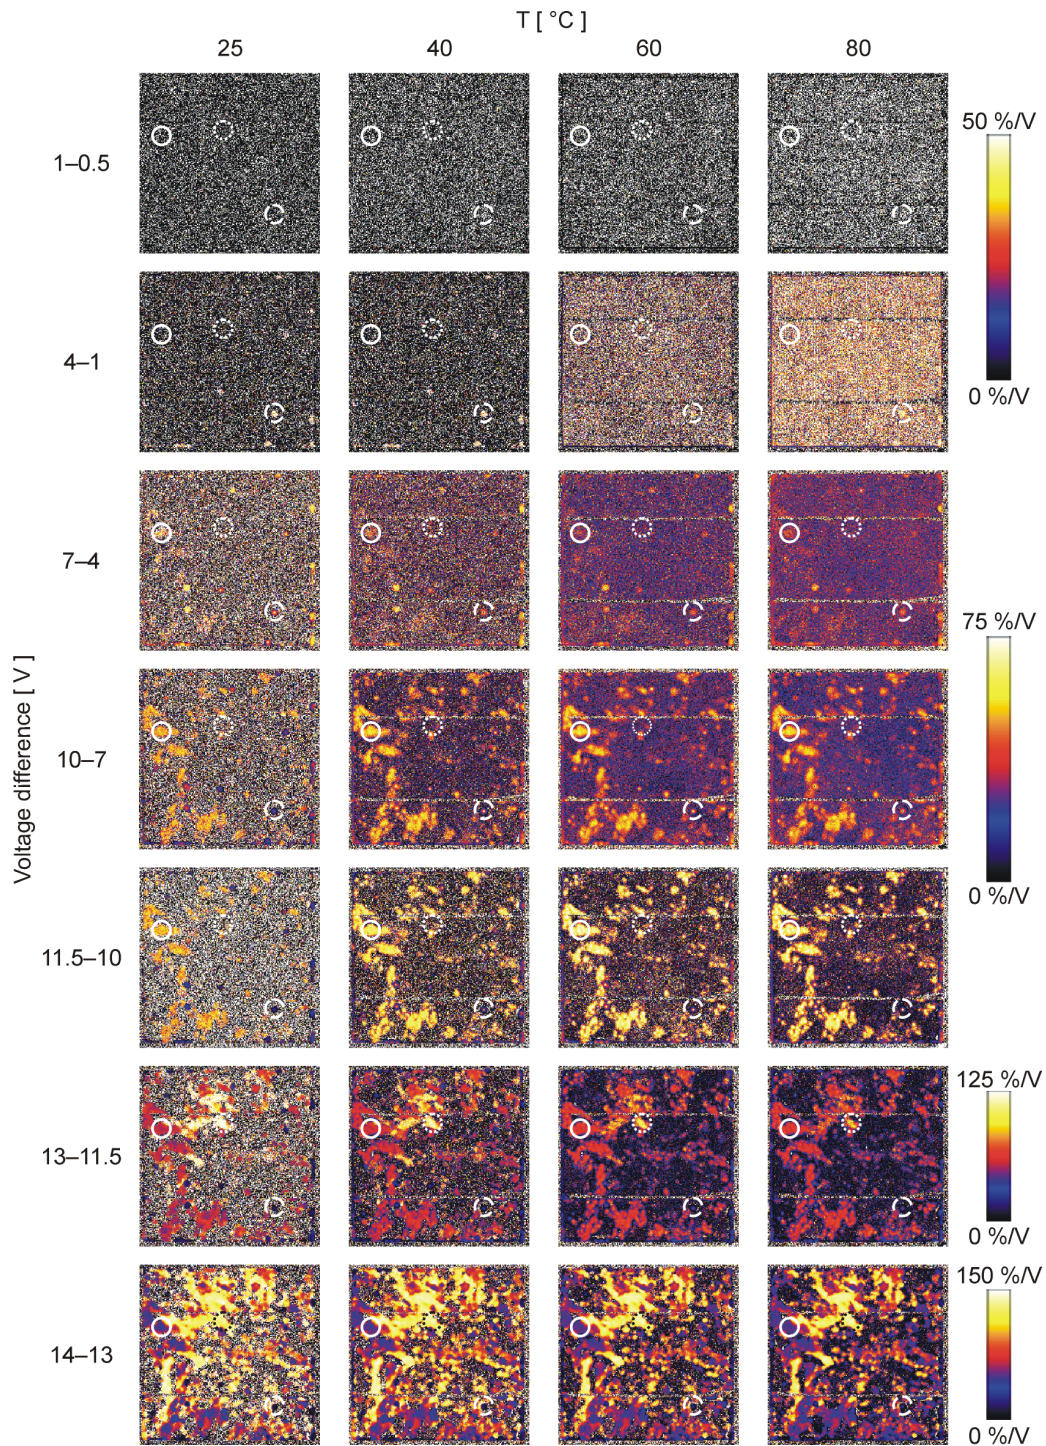 T [ °C]
25 40 60 80
50 %/V
1–0.5
0 %/V
4–1
7–4
75 %/V
Voltage difference [ V ]
10–7
0 %/V
11.5–10
125 %/V
13–11.5
0 %/V
150 %/V
14–13
0 %/V